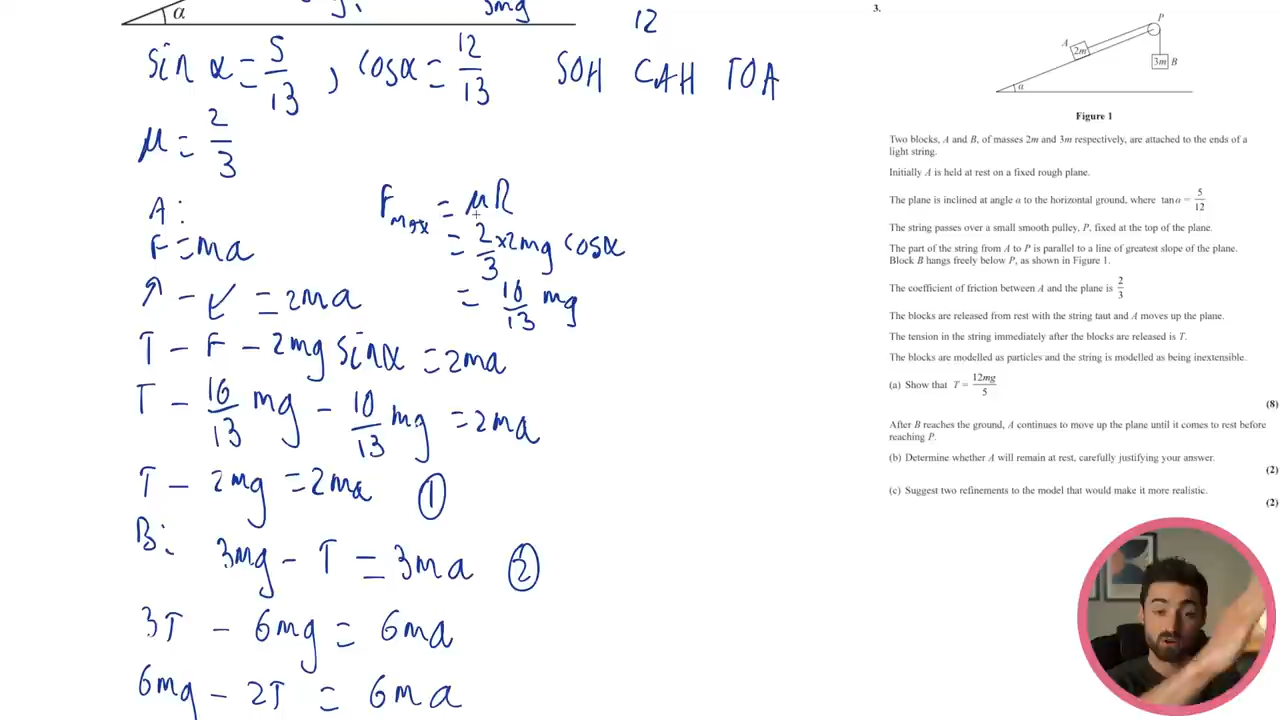 α
3mg
12
sin α = 5/13 , cosα = 12/13 SOH CAH TOA
μ = 2/3
A:
F = ma
↗ - ↙ = 2ma
T - F - 2mg sinα = 2ma
T - 16/13 mg - 10/13 mg = 2ma
T - 2mg = 2ma ①
B:
3mg - T = 3ma ②
3T - 6mg = 6ma
6mg - 2T = 6ma
F max = μR
= 2/3 × 2mg cosα
= 16/13 mg
3.
P
A
2m
3m B
α
Figure 1
Two blocks, A and B, of masses 2m and 3m respectively, are attached to the ends of a
light string.
Initially A is held at rest on a fixed rough plane.
The plane is inclined at angle α to the horizontal ground, where tan α = 5/12
The string passes over a small smooth pulley, P, fixed at the top of the plane.
The part of the string from A to P is parallel to a line of greatest slope of the plane.
Block B hangs freely below P, as shown in Figure 1.
The coefficient of friction between A and the plane is 2/3
The blocks are released from rest with the string taut and A moves up the plane.
The tension in the string immediately after the blocks are released is T.
The blocks are modelled as particles and the string is modelled as being inextensible.
(a) Show that T = 12mg/5
(8)
After B reaches the ground, A continues to move up the plane until it comes to rest before
reaching P.
(b) Determine whether A will remain at rest, carefully justifying your answer.
(2)
(c) Suggest two refinements to the model that would make it more realistic.
(2)